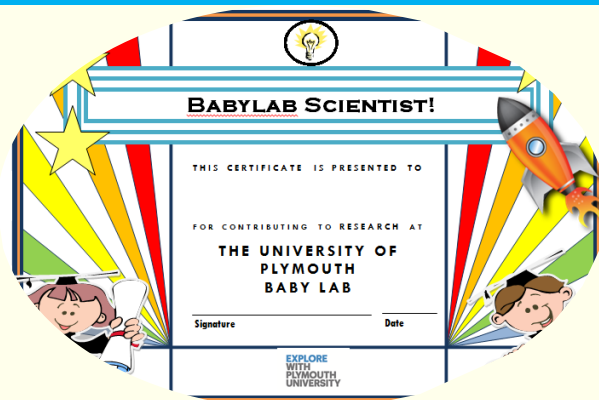 BABYLAB SCIENTIST!
THIS CERTIFICATE IS PRESENTED TO
FOR CONTRIBUTING TO RESEARCH AT
THE UNIVERSITY OF
PLYMOUTH
BABY LAB
Signature
Date
EXPLORE
WITH
PLYMOUTH
UNIVERSITY